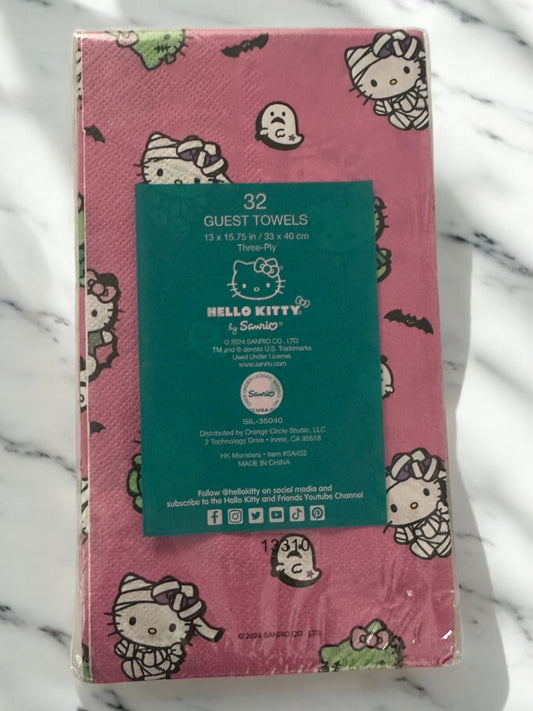 32
GUEST TOWELS
13 x 15.75 in / 33 x 40 cm
Three-Ply
HELLO KITTY®
by Sanrio®
© 2024 SANRIO CO., LTD.
TM and ® denote U.S. Trademarks
Used Under License.
www.sanrio.com
Sanrio
USA
SIL-35040
Distributed by Orange Circle Studio, LLC
2 Technology Drive • Irvine, CA 92618
HK Monsters • Item #SA452
MADE IN CHINA
Follow @hellokitty on social media and
subscribe to the Hello Kitty and Friends Youtube Channel
13310
© 2024 SANRIO CO., LTD.